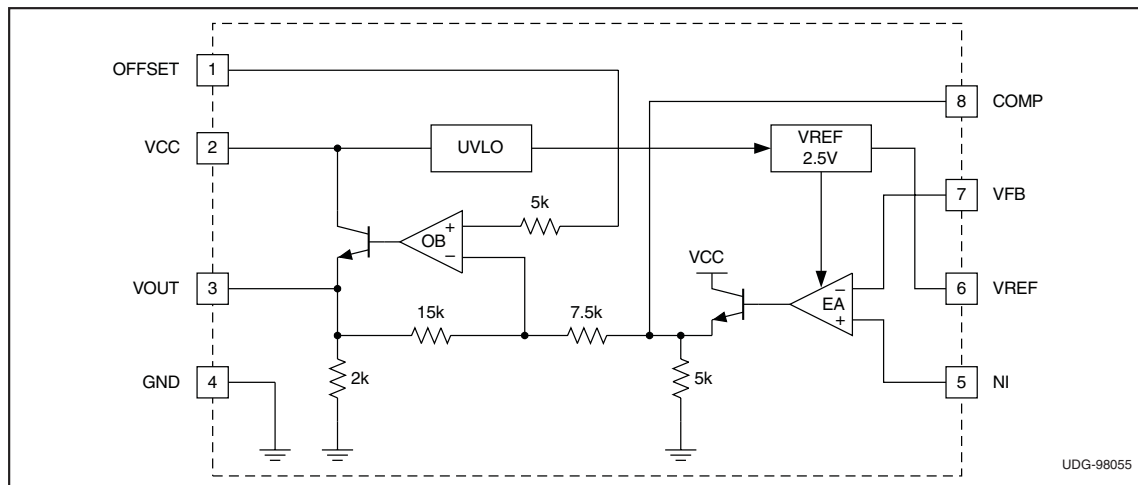 OFFSET 1
8 COMP
VCC 2
UVLO
VREF
2.5V
7 VFB
5k
+
OB
−
VCC
VOUT 3
−
EA
+
6 VREF
15k
7.5k
GND 4
2k
5k
5 NI
UDG-98055